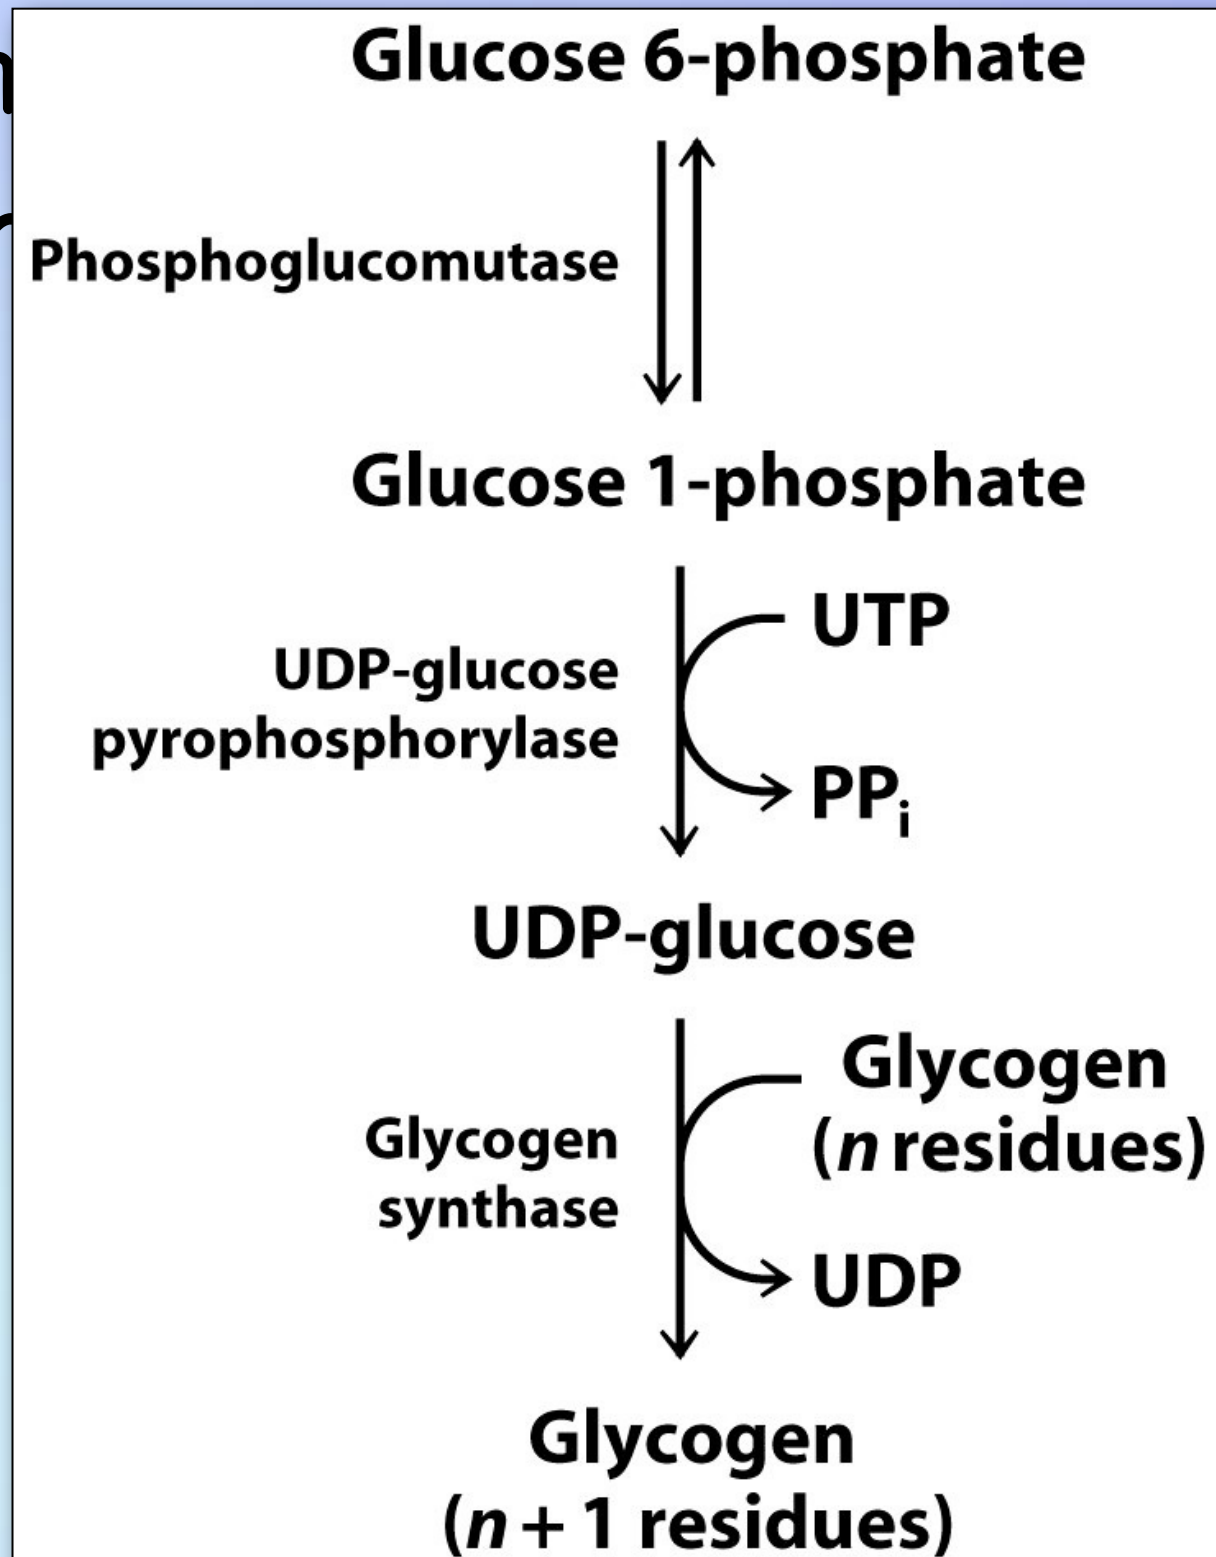 Glucose 6-phosphate
Phosphoglucomutase
Glucose 1-phosphate
UTP
UDP-glucose
pyrophosphorylase
PPi
UDP-glucose
Glycogen
(n residues)
Glycogen
synthase
UDP
Glycogen
(n + 1 residues)